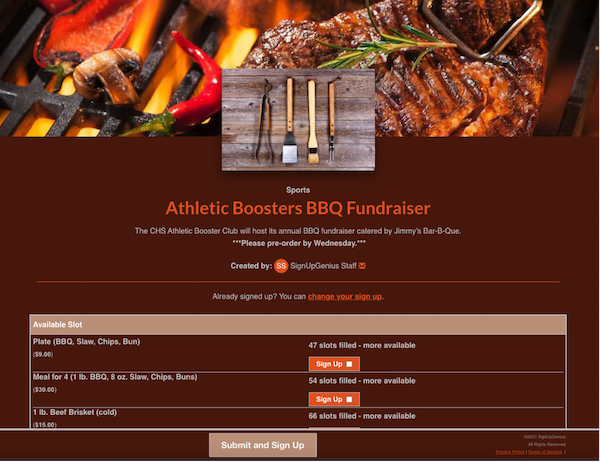 Sports
Athletic Boosters BBQ Fundraiser
The CHS Athletic Booster Club will host its annual BBQ fundraiser catered by Jimmy's Bar-B-Que.
***Please pre-order by Wednesday.***
Created by: SS SignUpGenius Staff
Already signed up? You can change your sign up.
Available Slot
Plate (BBQ, Slaw, Chips, Bun)
47 slots filled - more available
($9.00)
Sign Up
Meal for 4 (1 lb. BBQ, 8 oz. Slaw, Chips, Buns)
54 slots filled - more available
($30.00)
Sign Up
1 lb. Beef Brisket (cold)
66 slots filled - more available
($15.00)
Submit and Sign Up
©2021 SignUpGenius
All Rights Reserved
Privacy Policy | Terms of Service |